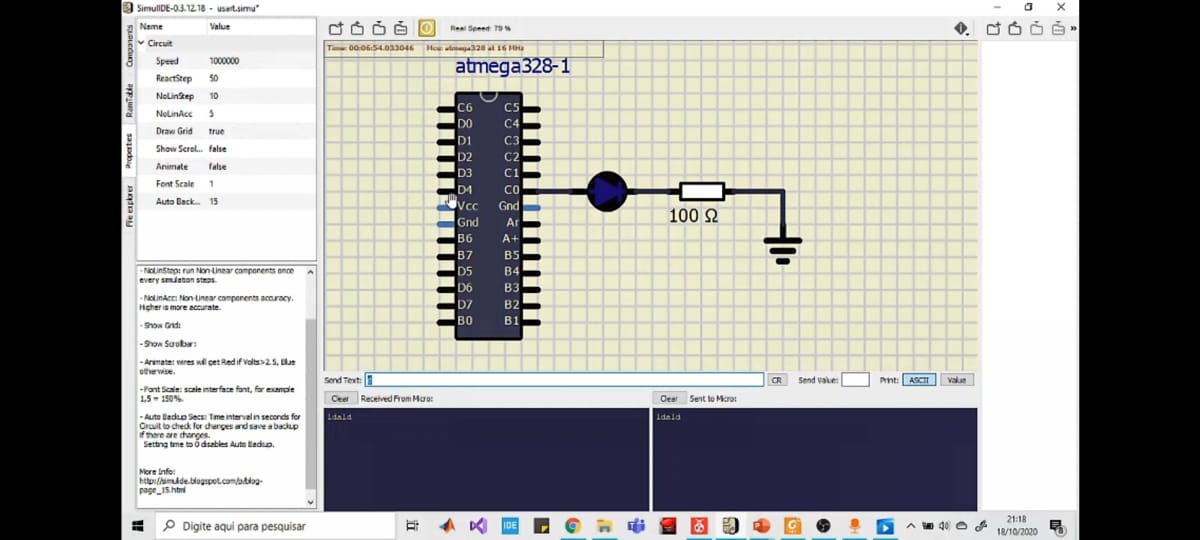 SimulIDE-0.3.12.18 - usart.simu*
Components
RamTable
Properties
File explorer
Name Value
Circuit
Speed 1000000
ReactStep 50
NoLinStep 10
NoLinAcc 5
Draw Grid true
Show Scrol... false
Animate false
Font Scale 1
Auto Back... 15
- NoLinStep: run Non-Linear components once
every simulation steps.
- NoLinAcc: Non-Linear components accuracy.
Higher is more accurate.
- Show Grid:
- Show Scrollbar:
- Animate: wires will get Red if Volts>2.5, Blue
otherwise.
- Font Scale: scale interface font, for example
1,5 = 150%.
- Auto Backup Secs: Time interval in seconds for
Circuit to check for changes and save a backup
if there are changes.
Setting time to 0 disables Auto Backup.
More Info:
http://simulide.blogspot.com/p/blog-
page_15.html
Real Speed: 79 %
»
Time: 00:06:54.033046 Mcu: atmega328 at 16 MHz
atmega328-1
C6 C5
D0 C4
D1 C3
D2 C2
D3 C1
D4 C0
Vcc Gnd
Gnd Ar
B6 A+
B7 B5
D5 B4
D6 B3
D7 B2
B0 B1
100 Ω
Send Text: CR Send Value: Print: ASCII Value
Clear Received From Micro: Clear Sent to Micro:
ldald ldald
Digite aqui para pesquisar
IDE
21:18
18/10/2020